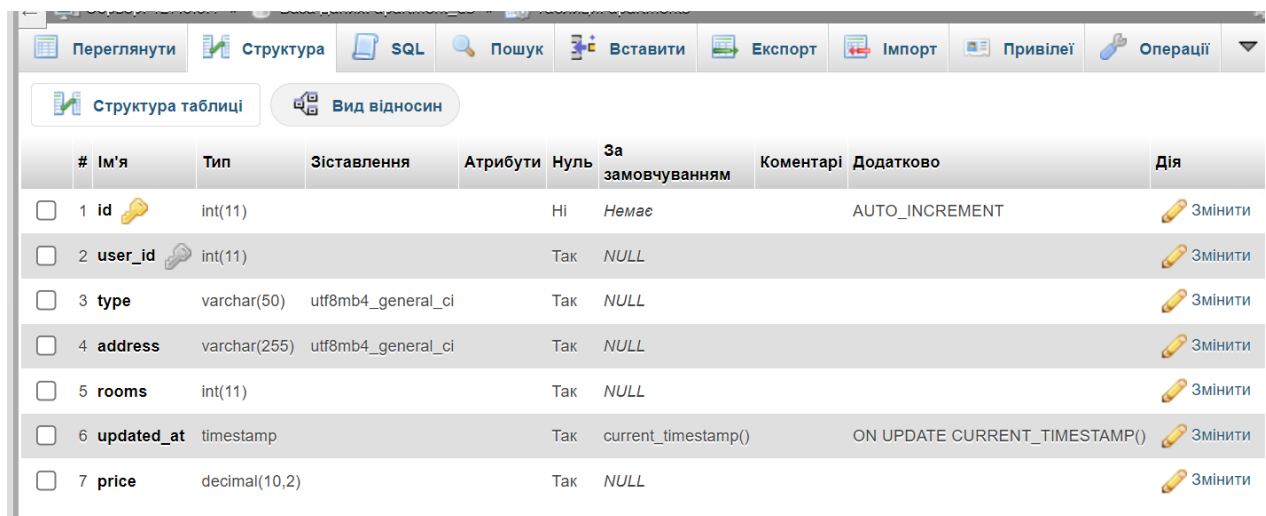 Переглянути Структура SQL Пошук Вставити Експорт Імпорт Привілеї Операції
Структура таблиці Вид відносин
# Ім'я Тип Зіставлення Атрибути Нуль За замовчуванням Коментарі Додатково Дія
1 id int(11) Ні Немає AUTO_INCREMENT Змінити
2 user_id int(11) Так NULL Змінити
3 type varchar(50) utf8mb4_general_ci Так NULL Змінити
4 address varchar(255) utf8mb4_general_ci Так NULL Змінити
5 rooms int(11) Так NULL Змінити
6 updated_at timestamp Так current_timestamp() ON UPDATE CURRENT_TIMESTAMP() Змінити
7 price decimal(10,2) Так NULL Змінити